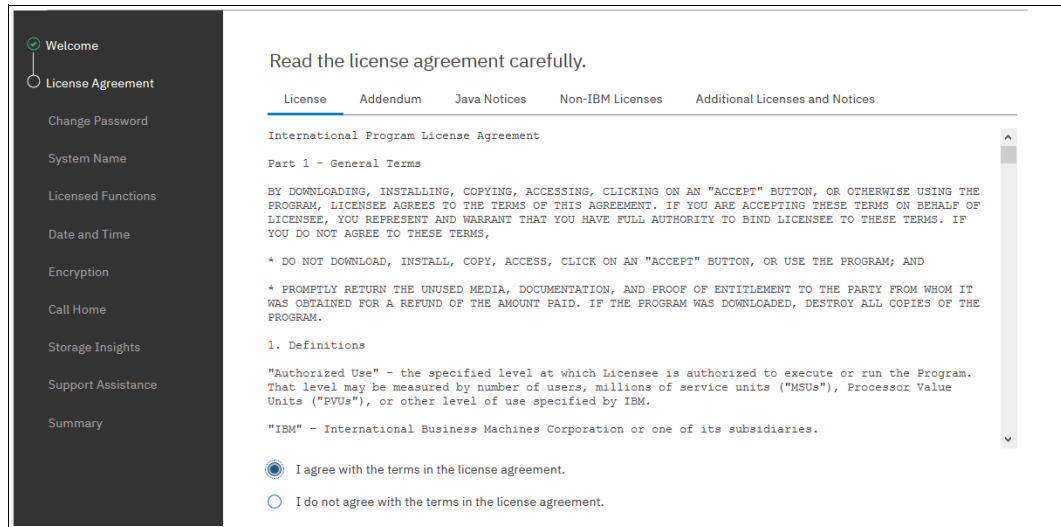 Welcome
License Agreement
Change Password
System Name
Licensed Functions
Date and Time
Encryption
Call Home
Storage Insights
Support Assistance
Summary
Read the license agreement carefully.
License Addendum Java Notices Non-IBM Licenses Additional Licenses and Notices
International Program License Agreement
Part 1 - General Terms
BY DOWNLOADING, INSTALLING, COPYING, ACCESSING, CLICKING ON AN "ACCEPT" BUTTON, OR OTHERWISE USING THE
PROGRAM, LICENSEE AGREES TO THE TERMS OF THIS AGREEMENT. IF YOU ARE ACCEPTING THESE TERMS ON BEHALF OF
LICENSEE, YOU REPRESENT AND WARRANT THAT YOU HAVE FULL AUTHORITY TO BIND LICENSEE TO THESE TERMS. IF
YOU DO NOT AGREE TO THESE TERMS,
* DO NOT DOWNLOAD, INSTALL, COPY, ACCESS, CLICK ON AN "ACCEPT" BUTTON, OR USE THE PROGRAM; AND
* PROMPTLY RETURN THE UNUSED MEDIA, DOCUMENTATION, AND PROOF OF ENTITLEMENT TO THE PARTY FROM WHOM IT
WAS OBTAINED FOR A REFUND OF THE AMOUNT PAID. IF THE PROGRAM WAS DOWNLOADED, DESTROY ALL COPIES OF THE
PROGRAM.
1. Definitions
"Authorized Use" - the specified level at which Licensee is authorized to execute or run the Program.
That level may be measured by number of users, millions of service units ("MSUs"), Processor Value
Units ("PVUs"), or other level of use specified by IBM.
"IBM" - International Business Machines Corporation or one of its subsidiaries.
I agree with the terms in the license agreement.
I do not agree with the terms in the license agreement.